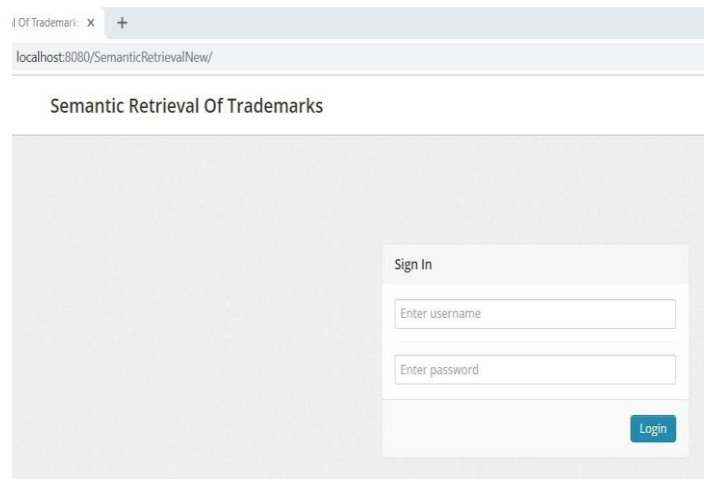 l Of Trademark X +
localhost:8080/SemanticRetrievalNew/
Semantic Retrieval Of Trademarks
Sign In
Enter username
Enter password
Login